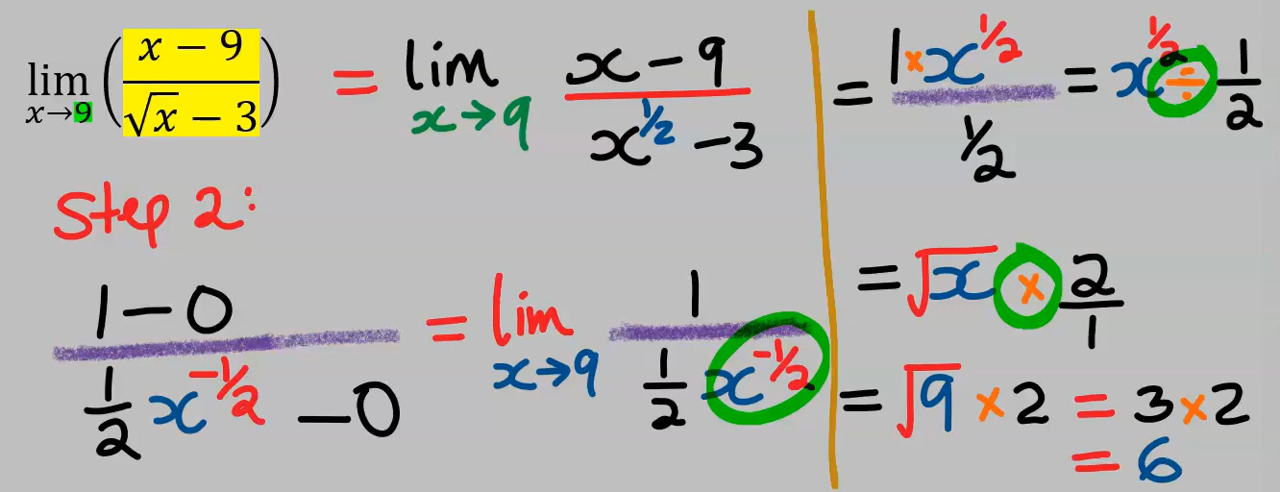 lim x→9 ( (x − 9) / (√x − 3) ) = lim x→9 (x − 9) / (x^1/2 − 3)
Step 2:
(1 − 0) / (1/2 x^−1/2 − 0) = lim x→9 1 / (1/2 x^−1/2)
= (1 × x^1/2) / (1/2) = x^1/2 ÷ 1/2
= √x × 2/1
= √9 × 2 = 3 × 2
= 6